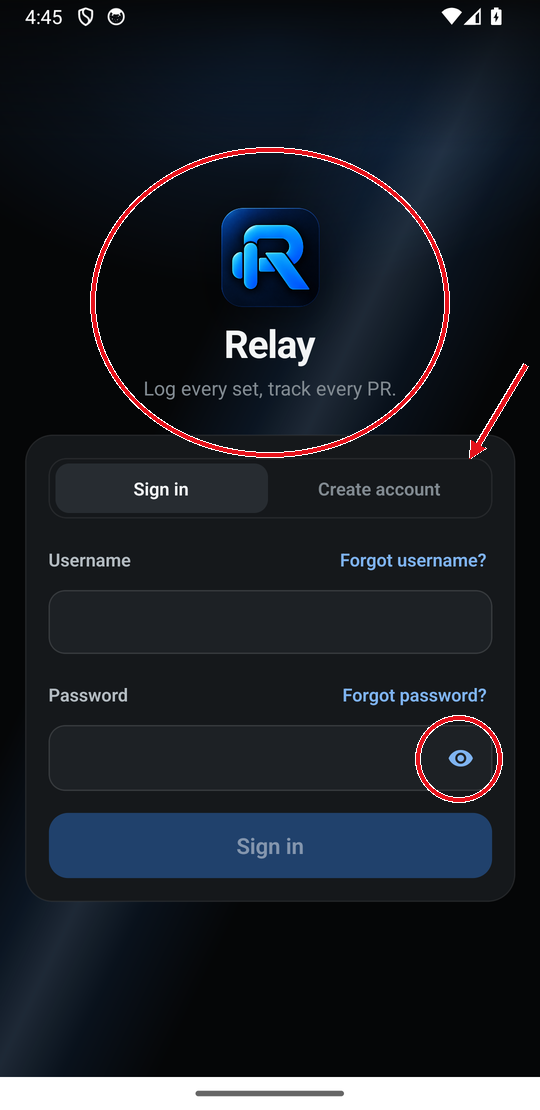 4:45
Relay
Log every set, track every PR.
Sign in
Create account
Username
Forgot username?
Password
Forgot password?
Sign in